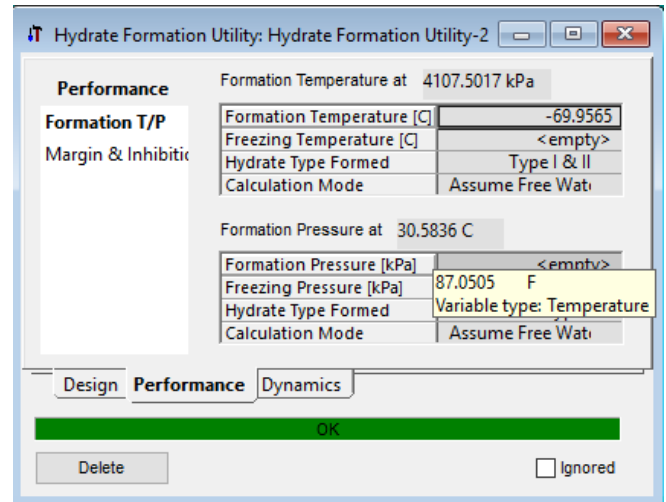 Hydrate Formation Utility: Hydrate Formation Utility-2
Performance
Formation T/P
Margin & Inhibitic
Formation Temperature at 4107.5017 kPa
Formation Temperature [C] -69.9565
Freezing Temperature [C] <empty>
Hydrate Type Formed Type I & II
Calculation Mode Assume Free Wat
Formation Pressure at 30.5836 C
Formation Pressure [kPa] <empty>
Freezing Pressure [kPa]
87.0505 F
Variable type: Temperature
Hydrate Type Formed
Calculation Mode Assume Free Wat
Design Performance Dynamics
OK
Delete Ignored